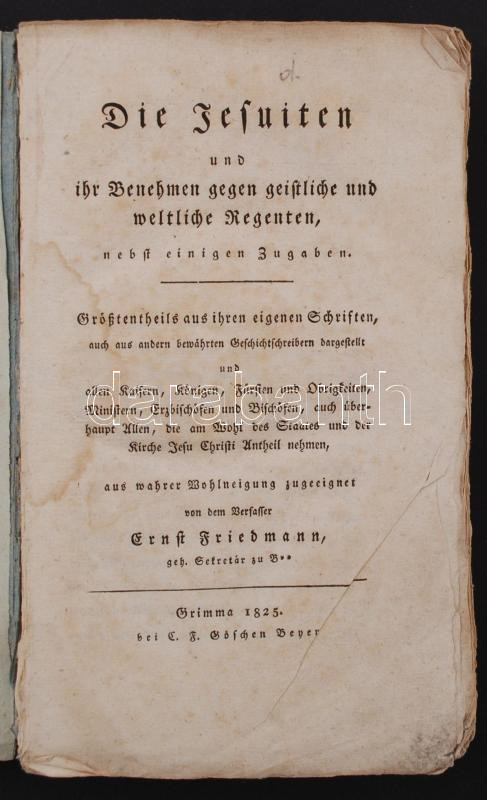 d.
Die Jesuiten
und
ihr Benehmen gegen geistliche und
weltliche Regenten,
nebst einigen Zugaben.
Größtentheils aus ihren eigenen Schriften,
auch aus andern bewährten Geschichtschreibern dargestellt
und
allen Kaisern, Königen, Fürsten und Obrigkeiten,
Ministern, Erzbischöfen und Bischöfen, auch über-
haupt Allen, die am Wohl des Staates und der
Kirche Jesu Christi Antheil nehmen,
darabanth
aus wahrer Wohlneigung zugeeignet
von dem Verfasser
Ernst Friedmann,
geh. Sekretär zu B**
Grimma 1825.
bei C. F. Göschen Beyer